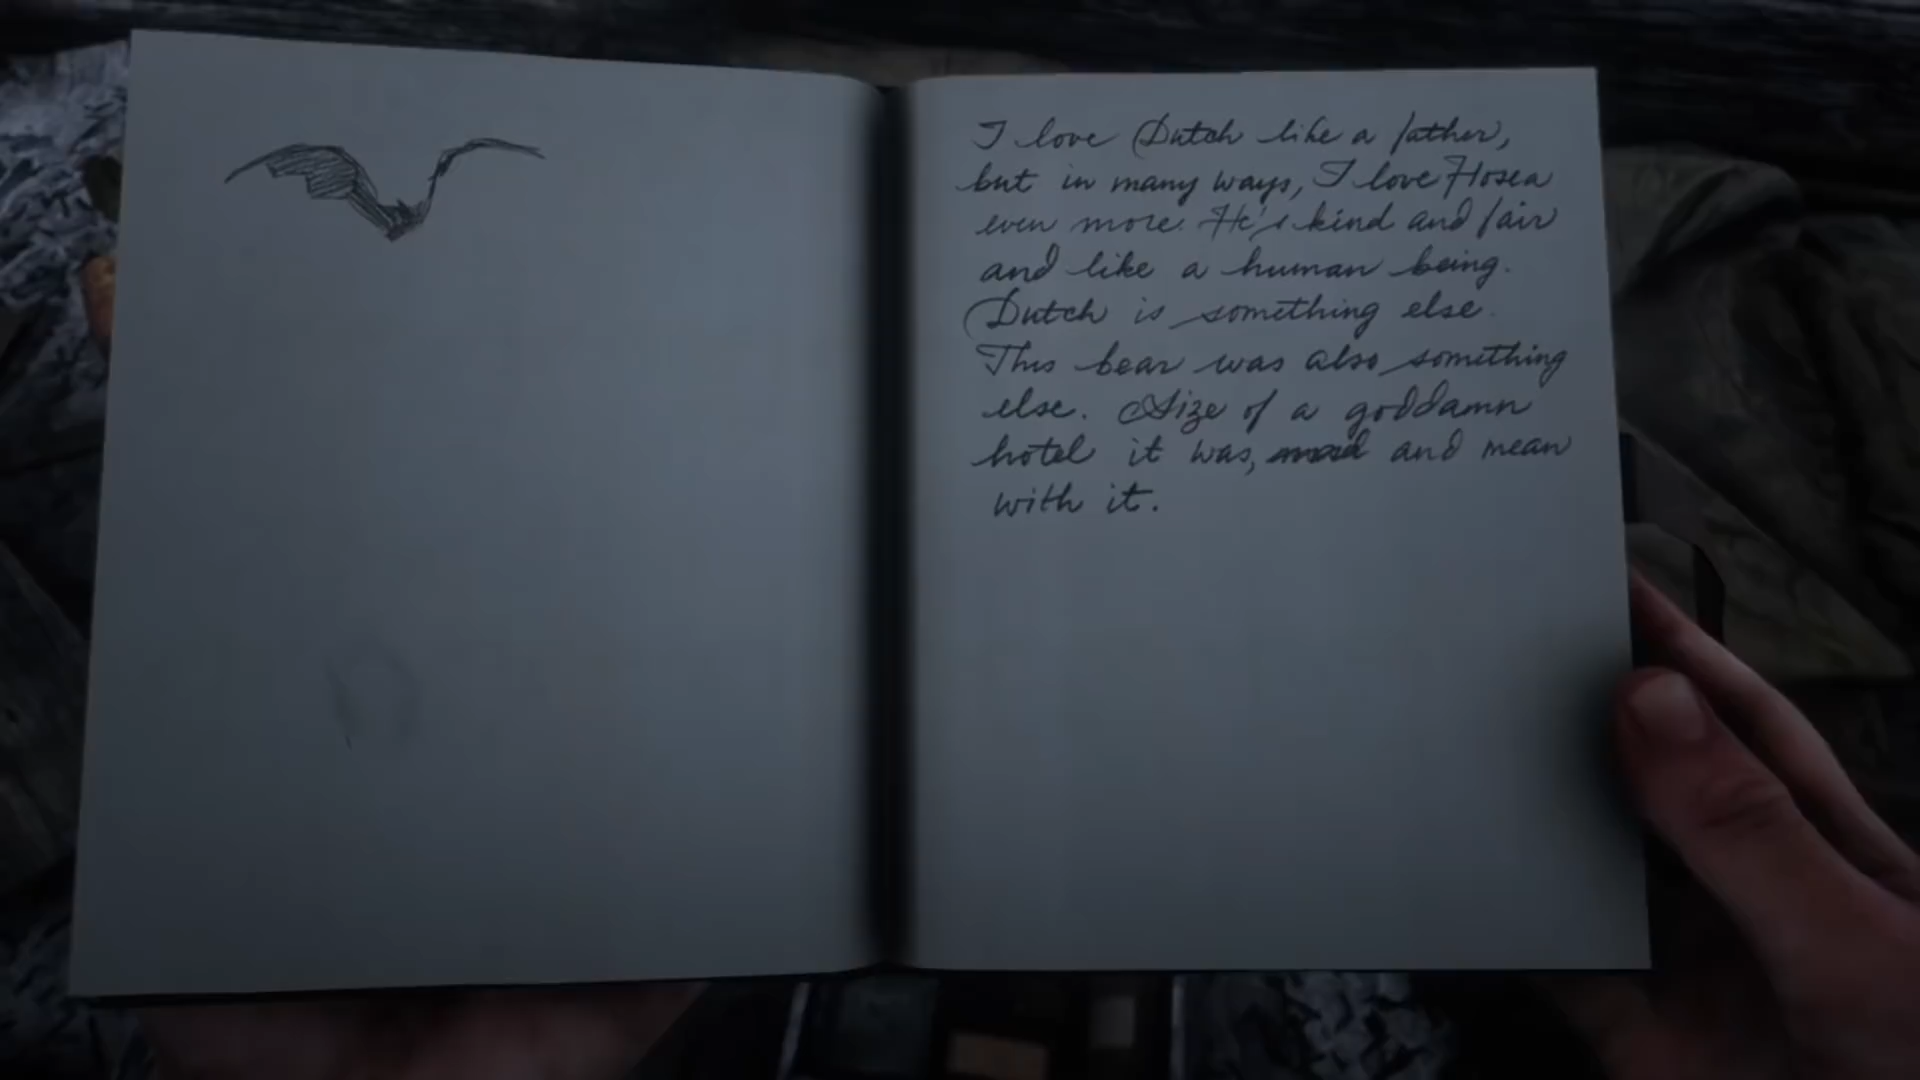 I love Dutch like a father,
but in many ways, I love Hosea
even more. He's kind and fair
and like a human being.
Dutch is something else.
This bear was also something
else. Size of a goddamn
hotel it was, and mean
with it.